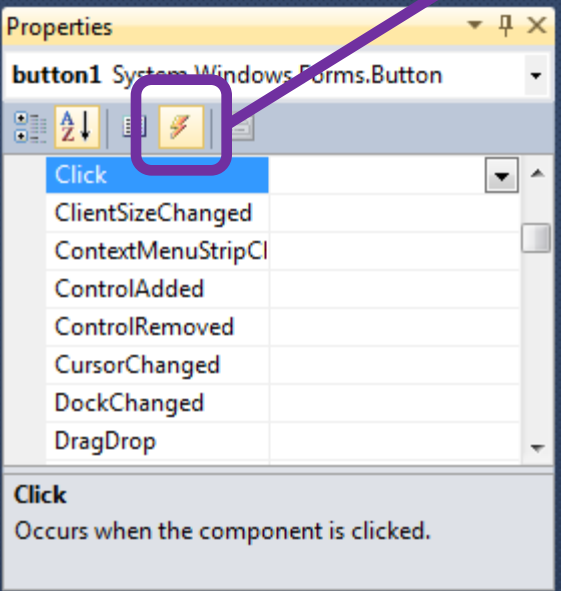 Properties
button1 System.Windows.Forms.Button
A Z
Click
ClientSizeChanged
ContextMenuStripCl
ControlAdded
ControlRemoved
CursorChanged
DockChanged
DragDrop
Click
Occurs when the component is clicked.